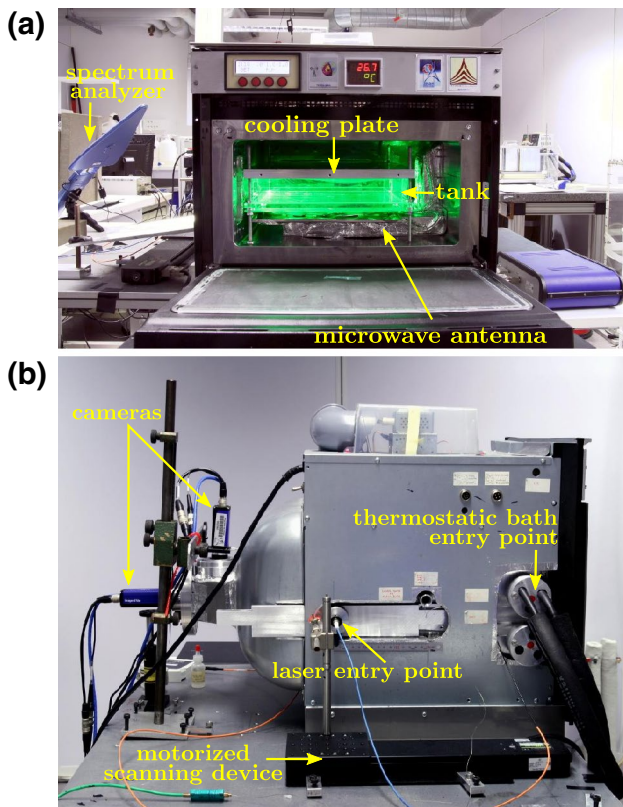 (a)
spectrum
analyzer
26.7
°C
cooling plate
tank
microwave antenna
(b)
cameras
thermostatic bath
entry point
laser entry point
motorized
scanning device